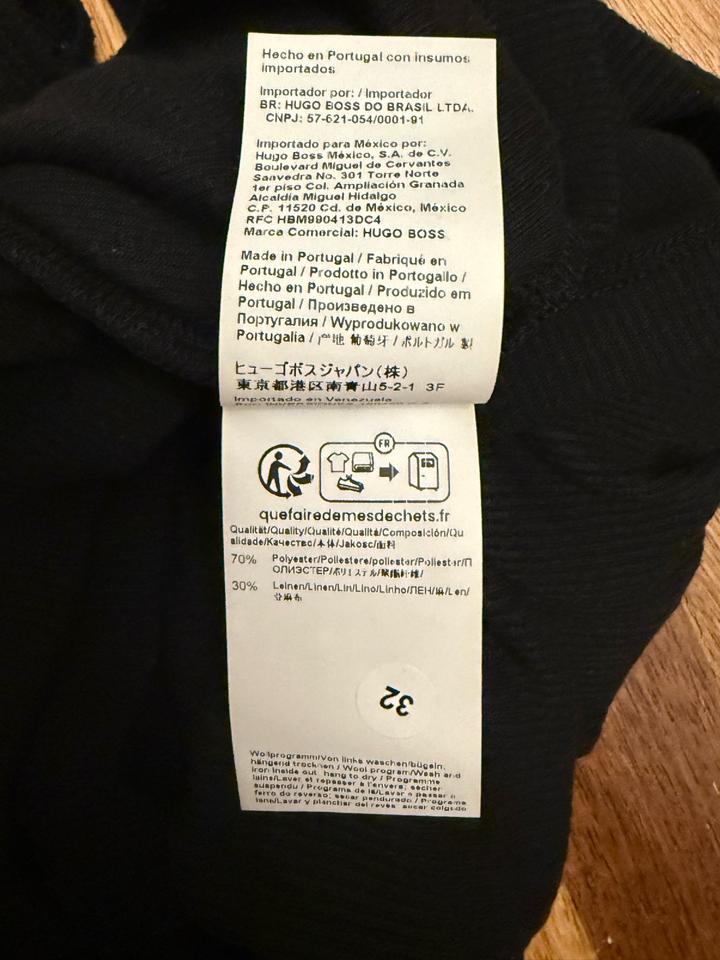 Hecho en Portugal con insumos
importados
Importador por: / Importador
BR: HUGO BOSS DO BRASIL LTDA.
CNPJ: 57-621-054/0001-91
Importado para México por:
Hugo Boss México, S.A. de C.V.
Boulevard Miguel de Cervantes
Saavedra No. 301 Torre Norte
1er piso Col. Ampliación Granada
Alcaldía Miguel Hidalgo
C.P. 11520 Cd. de México, México
RFC HBM990413DC4
Marca Comercial: HUGO BOSS
Made in Portugal / Fabriqué en
Portugal / Prodotto in Portogallo /
Hecho en Portugal / Produzido em
Portugal / Произведено в
Португалия / Wyprodukowano w
Portugalia / 产地 葡萄牙 / ポルトガル 製
ヒューゴボスジャパン(株)
東京都港区南青山5-2-1 3F
Importado en Venezuela
FR
quefairedemesdechets.fr
Qualität/Quality/Qualité/Qualità/Composición/Qu
alidade/Качество/本体/Jakosc/面料
70% Polyester/Poliestere/poliester/Poliester/П
ОЛИЭСТЕР/ポリエステル/聚酯纤维/
30% Leinen/Linen/Lin/Lino/Linho/ЛЕН/麻/Len/
亚麻布
32
Wollprogramm/Von links waschen/bügeln,
hängend trocknen / Wool program/Wash and
iron inside out, hang to dry / Programme
laine/Laver et repasser à l'envers; sécher
suspendu / Programa de lã/Lavar e passar a
ferro do reverso; secar pendurado / Programa
lana/Lavar y planchar del revés, secar colgado